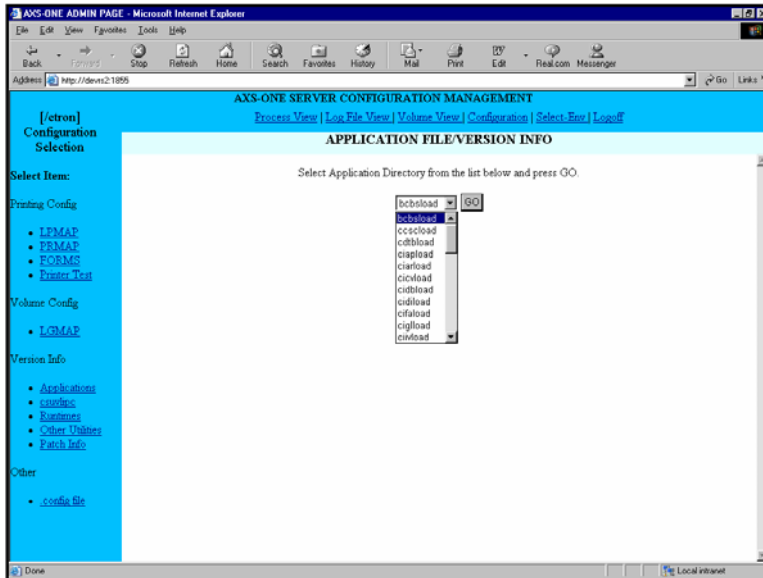 AXS-ONE ADMIN PAGE - Microsoft Internet Explorer
File Edit View Favorites Tools Help
Back Forward Stop Refresh Home Search Favorites History Mail Print Edit Real.com Messenger
Address http://devrs2:1855 Go Links
AXS-ONE SERVER CONFIGURATION MANAGEMENT
Process View | Log File View | Volume View | Configuration | Select-Env | Logoff
[/etron]
Configuration
Selection
Select Item:
Printing Config
LPMAP
PRMAP
FORMS
Printer Test
Volume Config
LGMAP
Version Info
Applications
csuvlipc
Runtimes
Other Utilities
Patch Info
Other
.config file
APPLICATION FILE/VERSION INFO
Select Application Directory from the list below and press GO.
bcbsload GO
bcbsload
ccscload
cdtbload
ciapload
ciarload
cicvload
cidbload
cidiload
cifaload
ciglload
ciivload
Done Local intranet